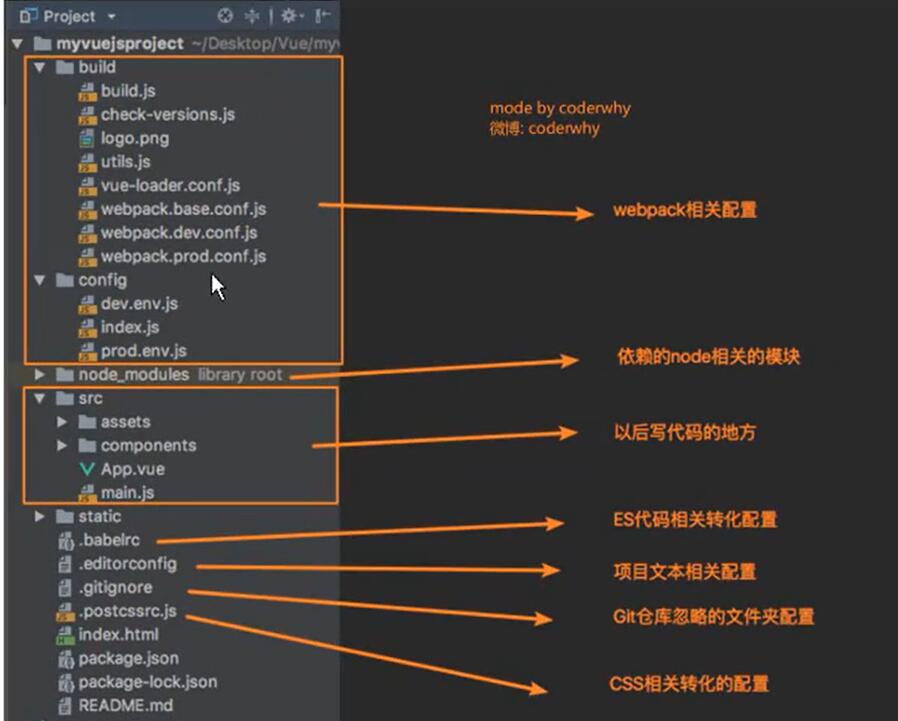 Project
myvuejsproject ~/Desktop/Vue/my
build
build.js
check-versions.js
logo.png
utils.js
vue-loader.conf.js
webpack.base.conf.js
webpack.dev.conf.js
webpack.prod.conf.js
config
dev.env.js
index.js
prod.env.js
node_modules library root
src
assets
components
App.vue
main.js
static
.babelrc
.editorconfig
.gitignore
.postcssrc.js
index.html
package.json
package-lock.json
README.md
mode by coderwhy
微博: coderwhy
webpack相关配置
依赖的node相关的模块
以后写代码的地方
ES代码相关转化配置
项目文本相关配置
Git仓库忽略的文件夹配置
CSS相关转化的配置